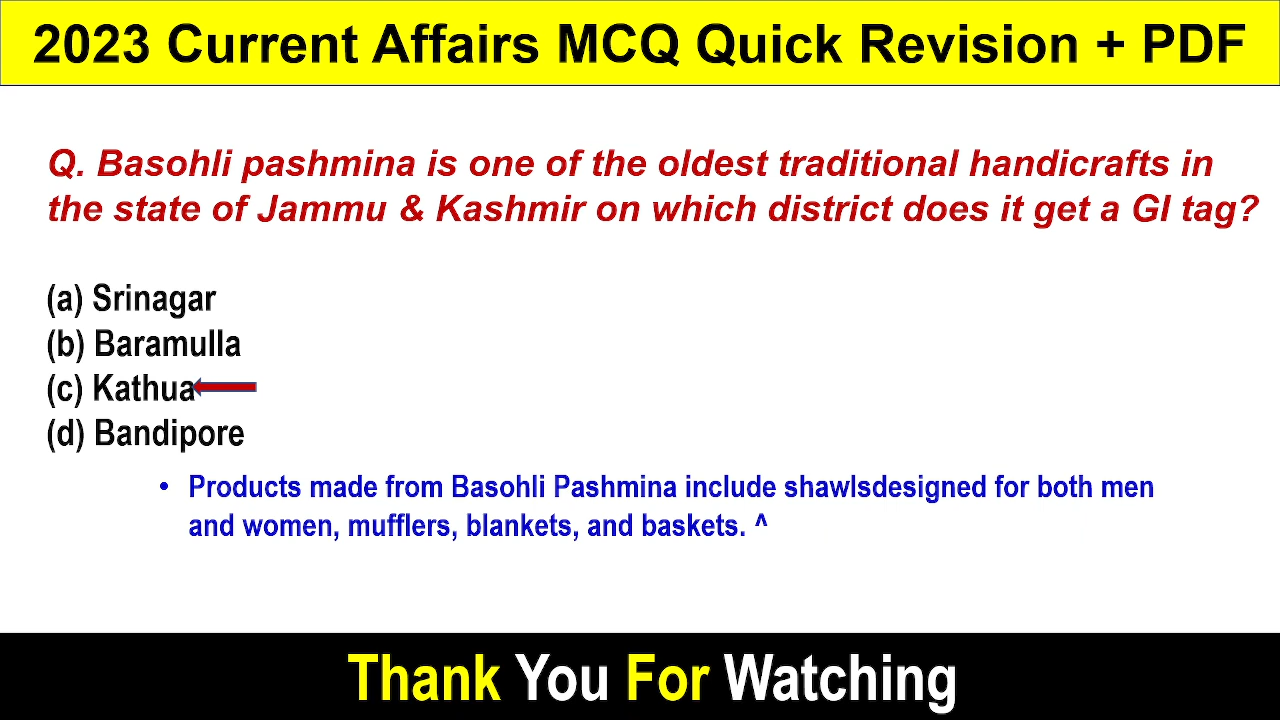 2023 Current Affairs MCQ Quick Revision + PDF
Q. Basohli pashmina is one of the oldest traditional handicrafts in
the state of Jammu & Kashmir on which district does it get a GI tag?
(a) Srinagar
(b) Baramulla
(c) Kathua
(d) Bandipore
• Products made from Basohli Pashmina include shawlsdesigned for both men
and women, mufflers, blankets, and baskets. ^
Thank You For Watching